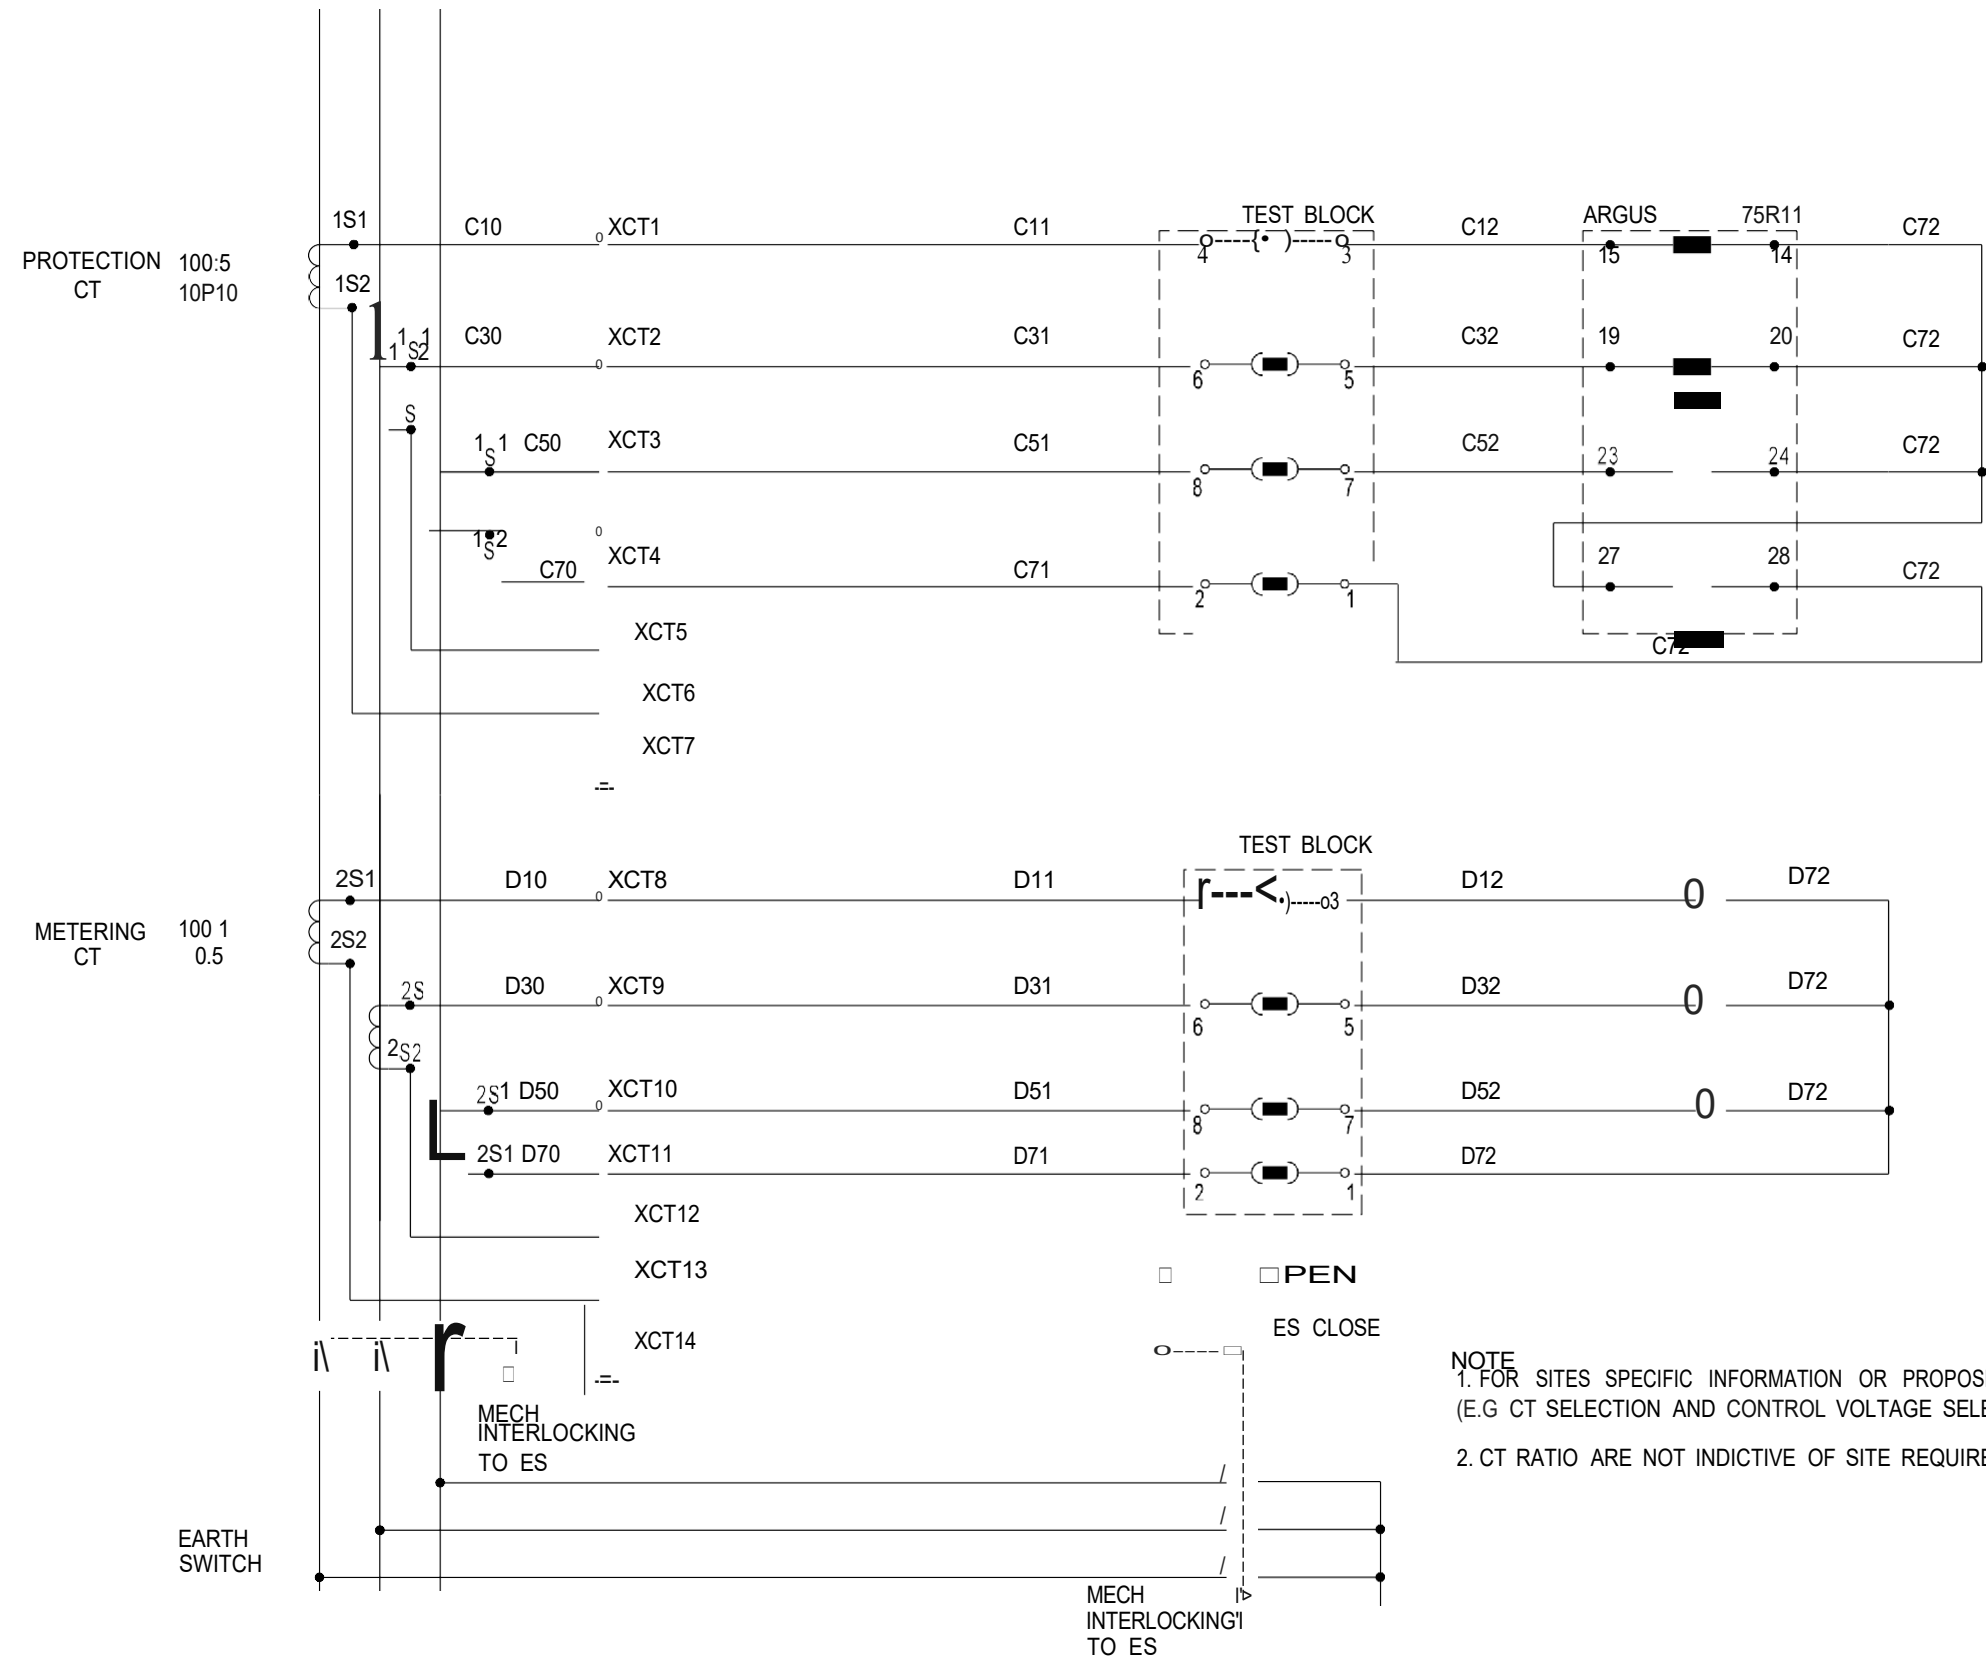 TEST BLOCK ARGUS 75R11
1S1 C10 XCT1 C11 C12 C72
4 3 15 14
PROTECTION 100:5
CT 10P10
1S2
C30 XCT2 C31 C32 19 20 C72
6 5
S
C50 XCT3 C51 C52 23 24 C72
8 7
C70 XCT4 C71 27 28 C72
2 1
XCT5
C72
XCT6
XCT7
TEST BLOCK
2S1 D10 XCT8 D11 D12 D72
3
METERING 100 1
CT 0.5
2S2
2S D30 XCT9 D31 D32 D72
6 5
2S2
2S1 D50 XCT10 D51 D52 D72
8 7
2S1 D70 XCT11 D71 D72
2 1
XCT12
XCT13
PEN
ES CLOSE
XCT14
NOTE
1. FOR SITES SPECIFIC INFORMATION OR PROPOS
(E.G CT SELECTION AND CONTROL VOLTAGE SELE
2. CT RATIO ARE NOT INDICTIVE OF SITE REQUIRE
MECH
INTERLOCKING
TO ES
EARTH
SWITCH
MECH
INTERLOCKING
TO ES